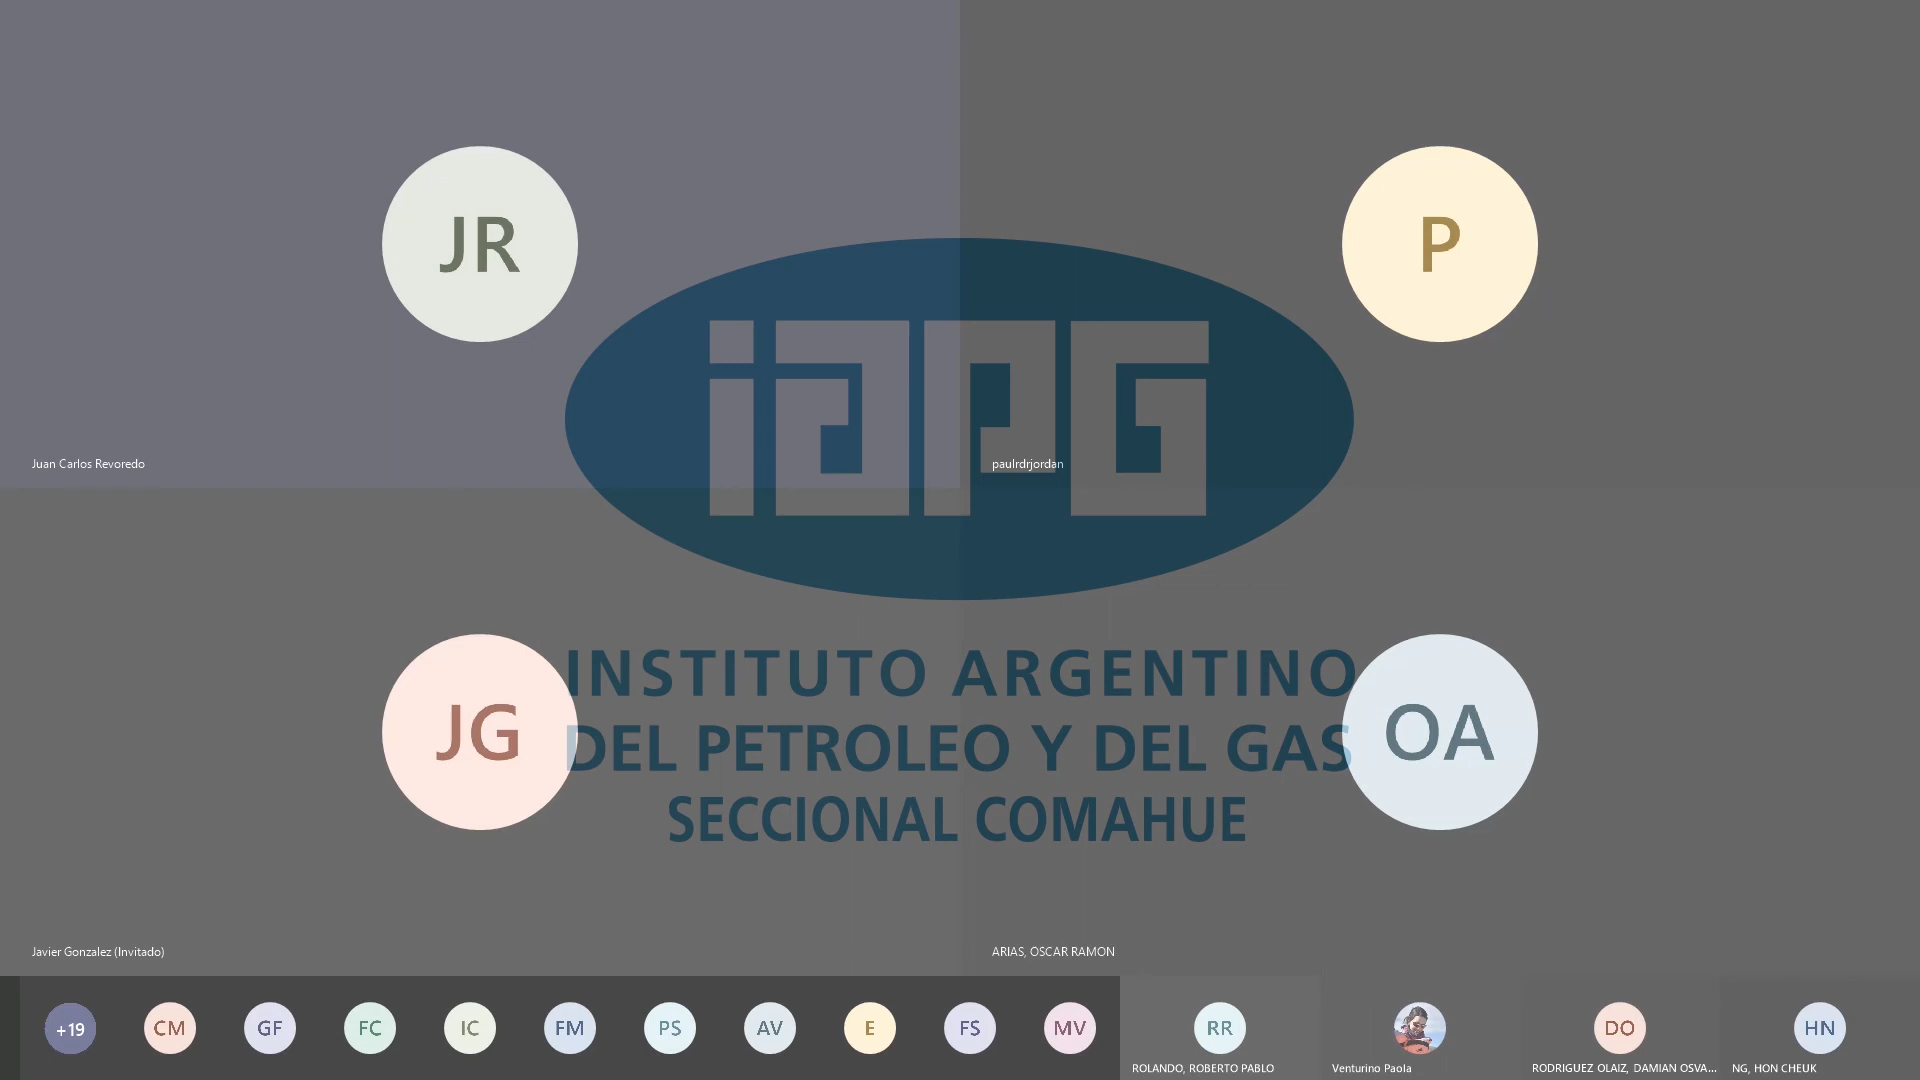 JR
P
iapG
Juan Carlos Revoredo
paulrdrjordan
INSTITUTO ARGENTINO
DEL PETROLEO Y DEL GAS
SECCIONAL COMAHUE
JG
OA
Javier Gonzalez (Invitado)
ARIAS, OSCAR RAMON
+19
CM
GF
FC
IC
FM
PS
AV
E
FS
MV
RR
DO
HN
ROLANDO, ROBERTO PABLO
Venturino Paola
RODRIGUEZ OLAIZ, DAMIAN OSVA...
NG, HON CHEUK